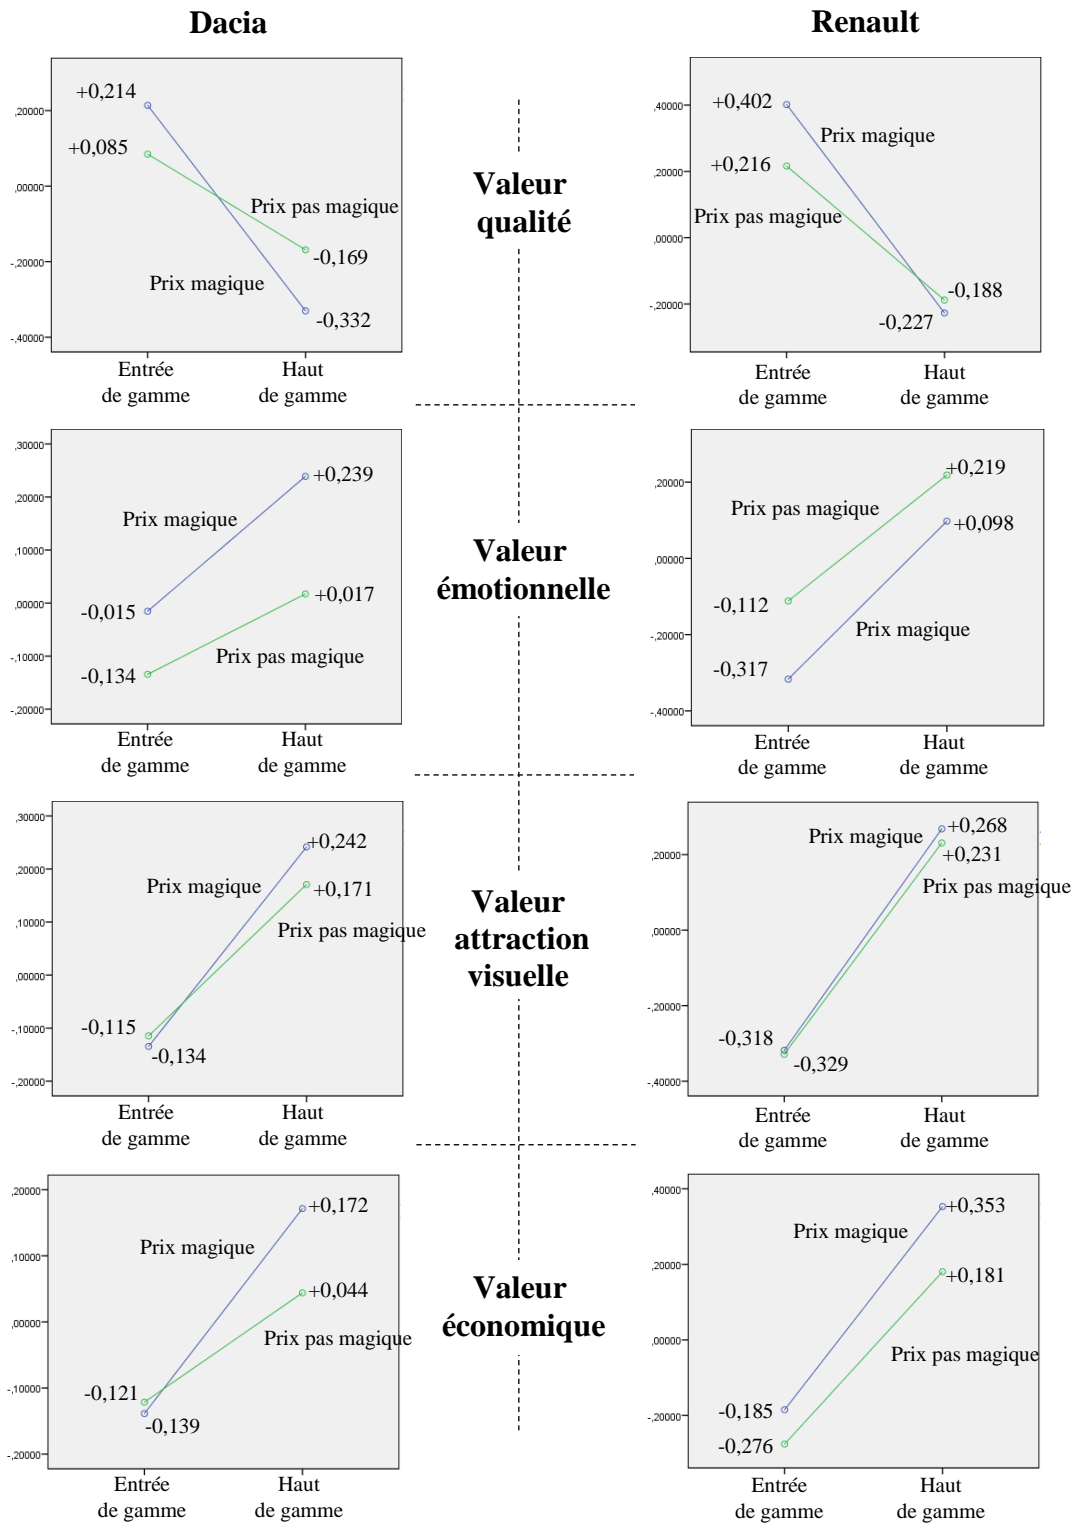 Dacia
Renault
,20000
,00000
-,20000
-,40000
+0,214
+0,085
Prix pas magique
-0,169
Prix magique
-0,332
Entrée
de gamme
Haut
de gamme
Valeur
qualité
,40000
,20000
,00000
-,20000
+0,402
Prix magique
+0,216
Prix pas magique
-0,188
-0,227
Entrée
de gamme
Haut
de gamme
,30000
,20000
,10000
,00000
-,10000
-,20000
+0,239
Prix magique
-0,015
+0,017
Prix pas magique
-0,134
Entrée
de gamme
Haut
de gamme
Valeur
émotionnelle
,20000
,00000
-,20000
-,40000
+0,219
Prix pas magique
+0,098
-0,112
Prix magique
-0,317
Entrée
de gamme
Haut
de gamme
,30000
,20000
,10000
,00000
-,10000
-,20000
+0,242
Prix magique
+0,171
Prix pas magique
-0,115
-0,134
Entrée
de gamme
Haut
de gamme
Valeur
attraction
visuelle
,20000
,00000
-,20000
-,40000
Prix magique
+0,268
+0,231
Prix pas magique
-0,318
-0,329
Entrée
de gamme
Haut
de gamme
,20000
,10000
,00000
-,10000
-,20000
+0,172
Prix magique
+0,044
Prix pas magique
-0,121
-0,139
Entrée
de gamme
Haut
de gamme
Valeur
économique
,40000
,20000
,00000
-,20000
+0,353
Prix magique
+0,181
Prix pas magique
-0,185
-0,276
Entrée
de gamme
Haut
de gamme